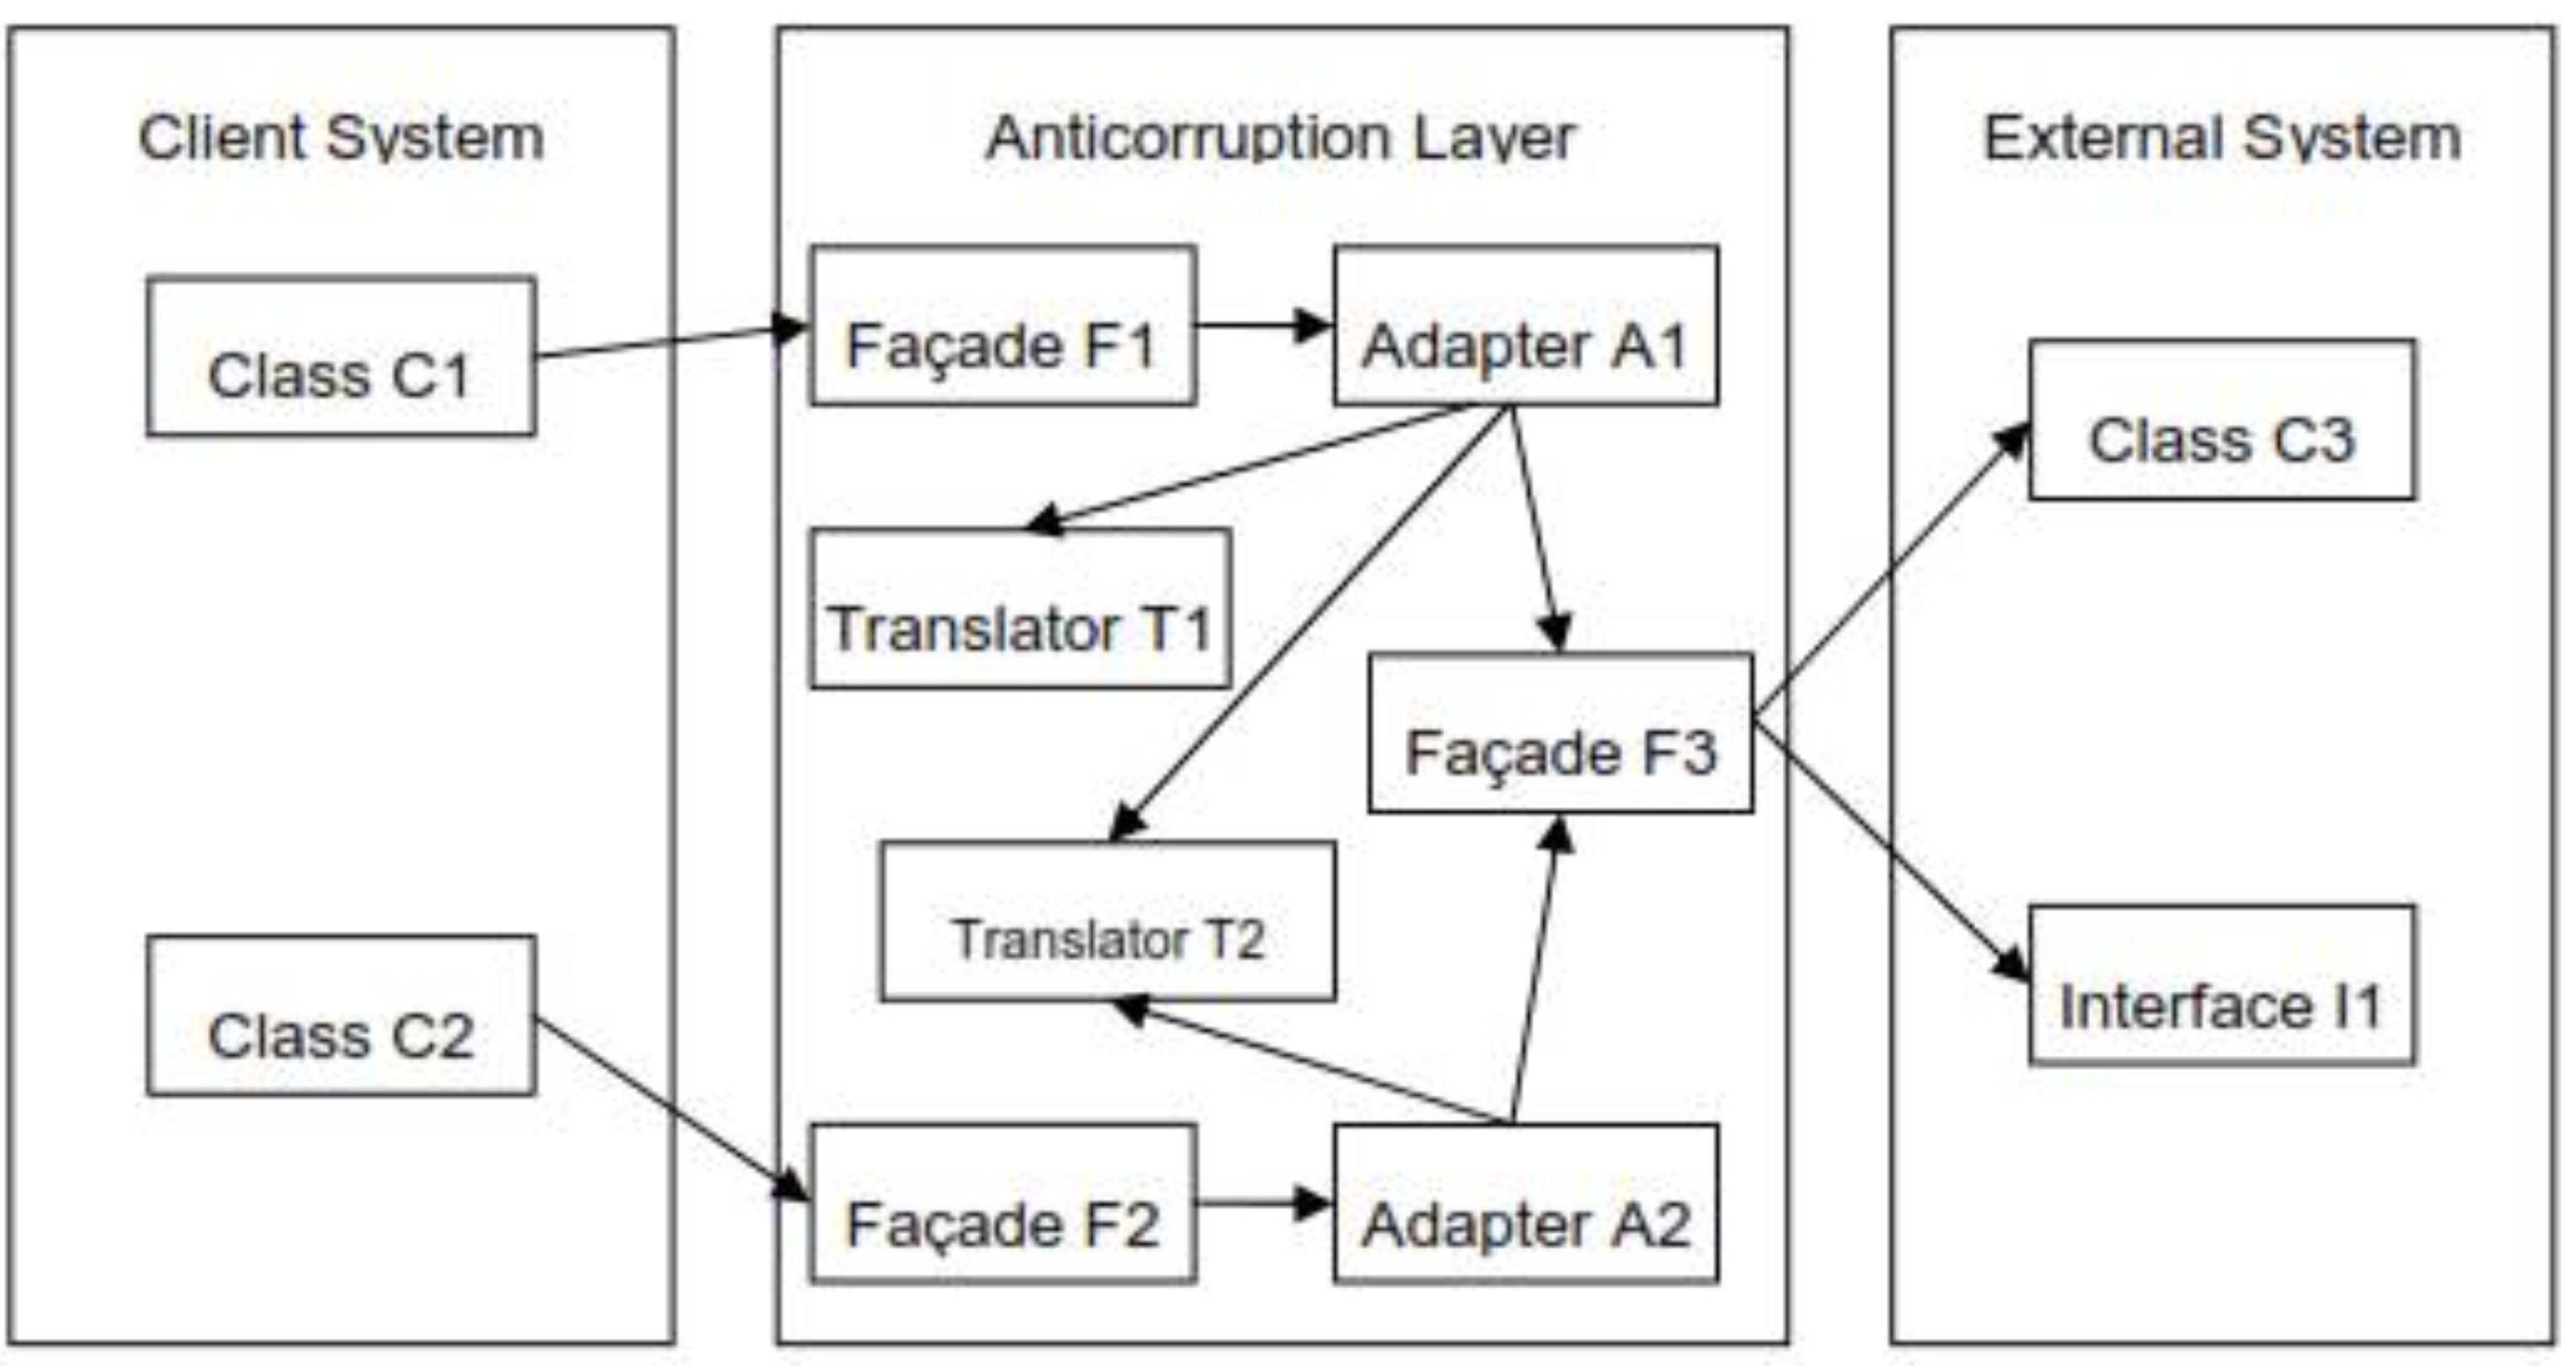 Client System
Anticorruption Layer
External System
Class C1
Façade F1
Adapter A1
Class C3
Translator T1
Façade F3
Translator T2
Class C2
Interface I1
Façade F2
Adapter A2